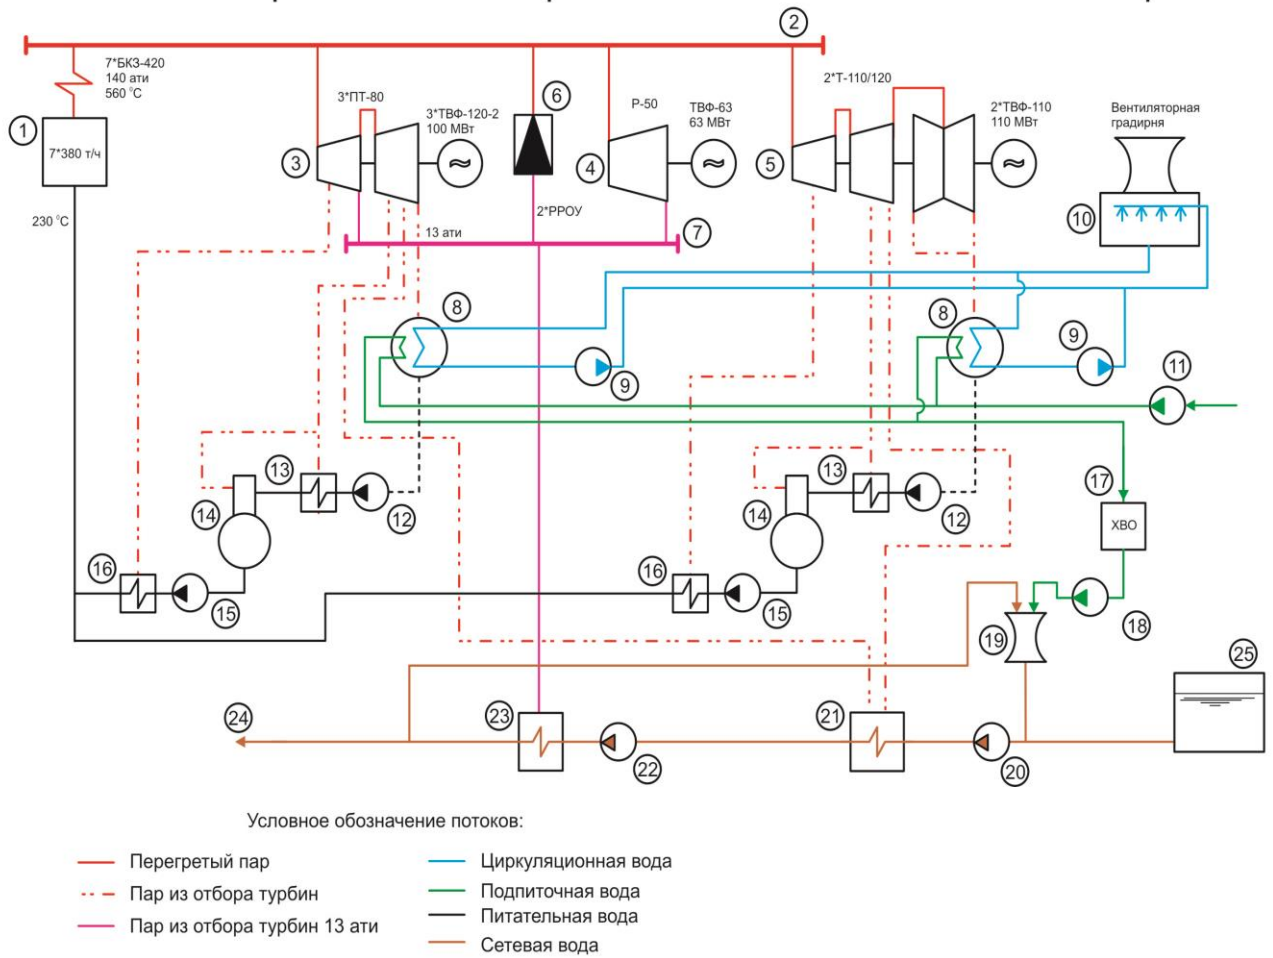 2
7*БКЗ-420
140 ати
560 °С
1
7*380 т/ч
230 °С
3*ПТ-80
3
3*ТВФ-120-2
100 МВт
6
2*РРОУ
Р-50
4
ТВФ-63
63 МВт
2*Т-110/120
5
2*ТВФ-110
110 МВт
Вентиляторная
градирня
10
13 ати
7
8
9
8
9
11
13
14
12
16
15
13
14
12
16
15
17
ХВО
18
19
25
24
23
22
21
20
Условное обозначение потоков:
Перегретый пар
Пар из отбора турбин
Пар из отбора турбин 13 ати
Циркуляционная вода
Подпиточная вода
Питательная вода
Сетевая вода